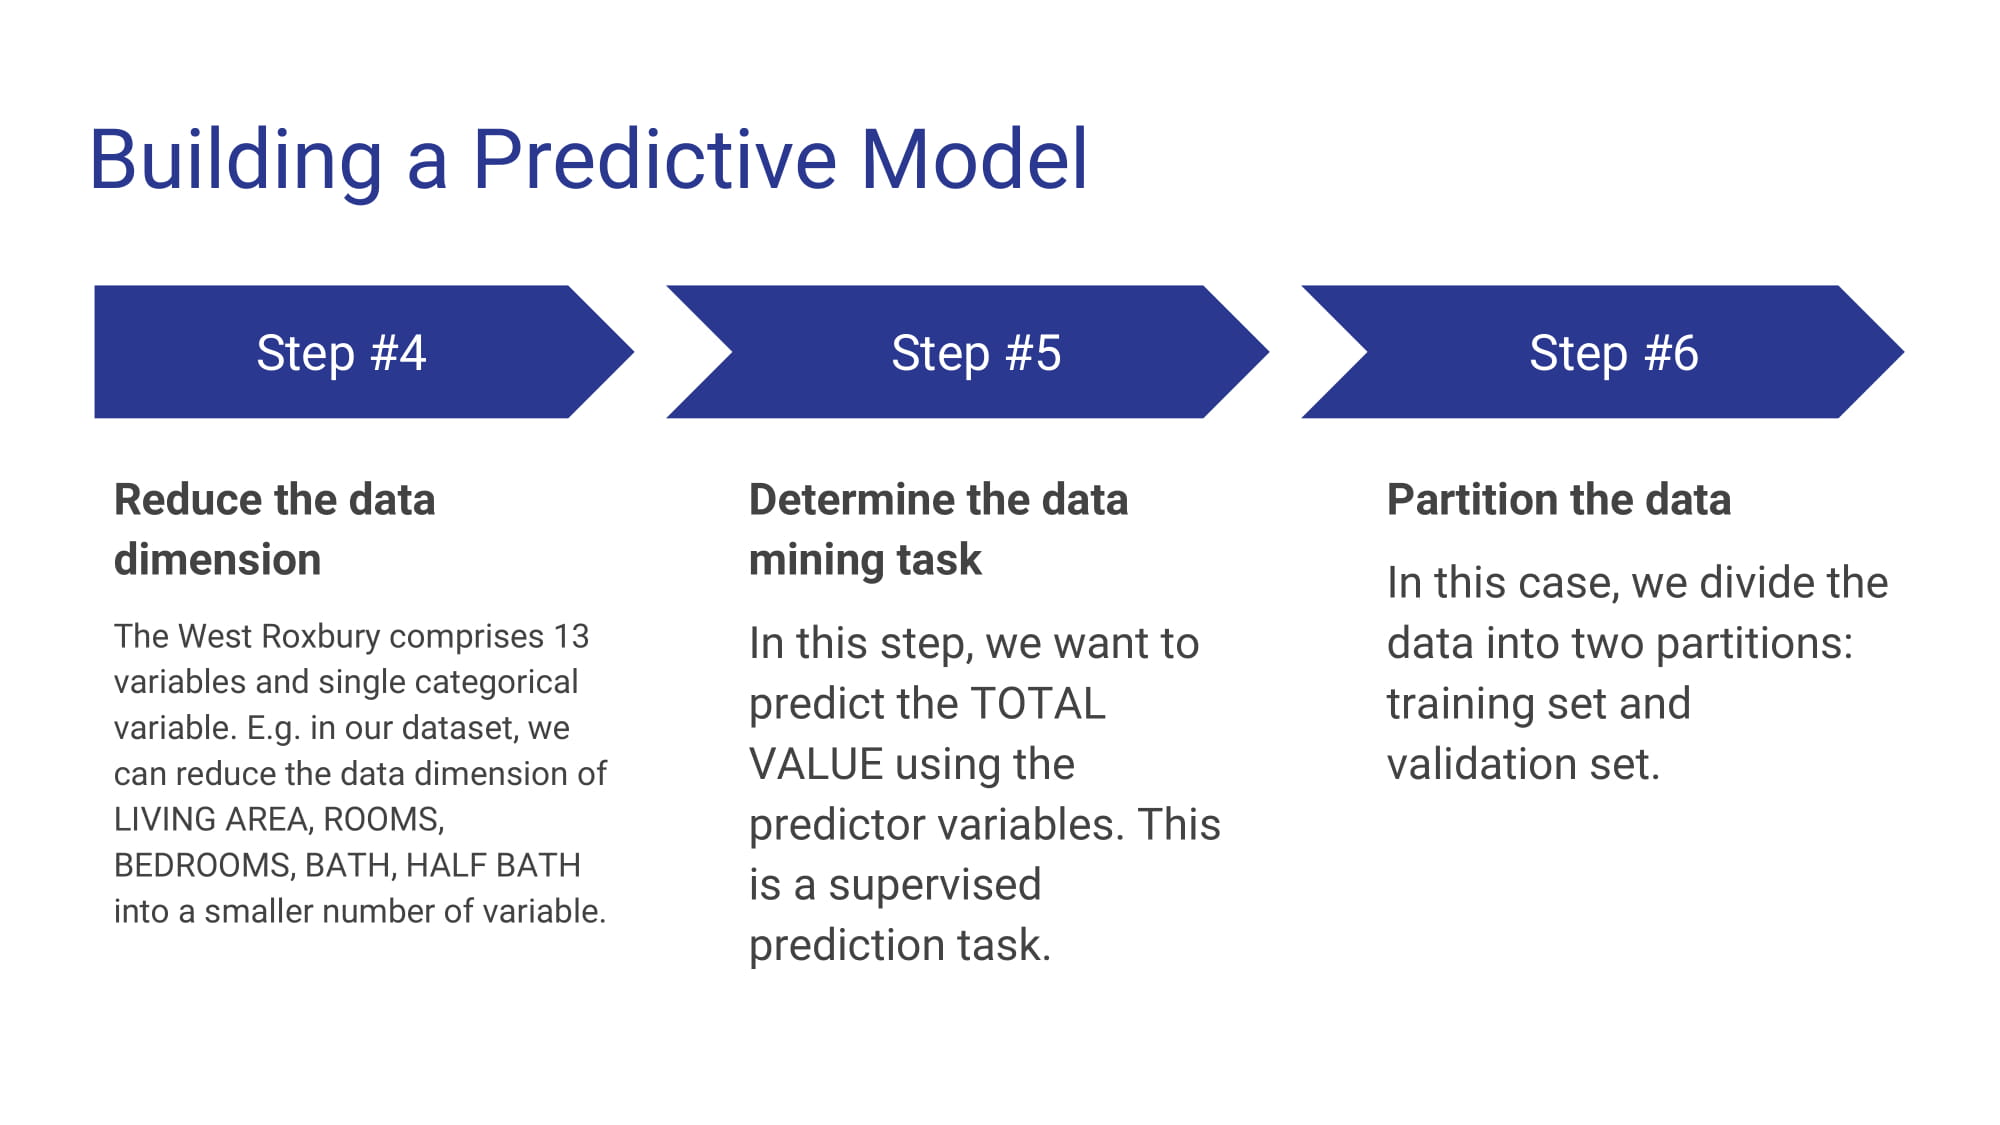 Building a Predictive Model
Step #4
Step #5
Step #6
Reduce the data
dimension
The West Roxbury comprises 13
variables and single categorical
variable. E.g. in our dataset, we
can reduce the data dimension of
LIVING AREA, ROOMS,
BEDROOMS, BATH, HALF BATH
into a smaller number of variable.
Determine the data
mining task
In this step, we want to
predict the TOTAL
VALUE using the
predictor variables. This
is a supervised
prediction task.
Partition the data
In this case, we divide the
data into two partitions:
training set and
validation set.